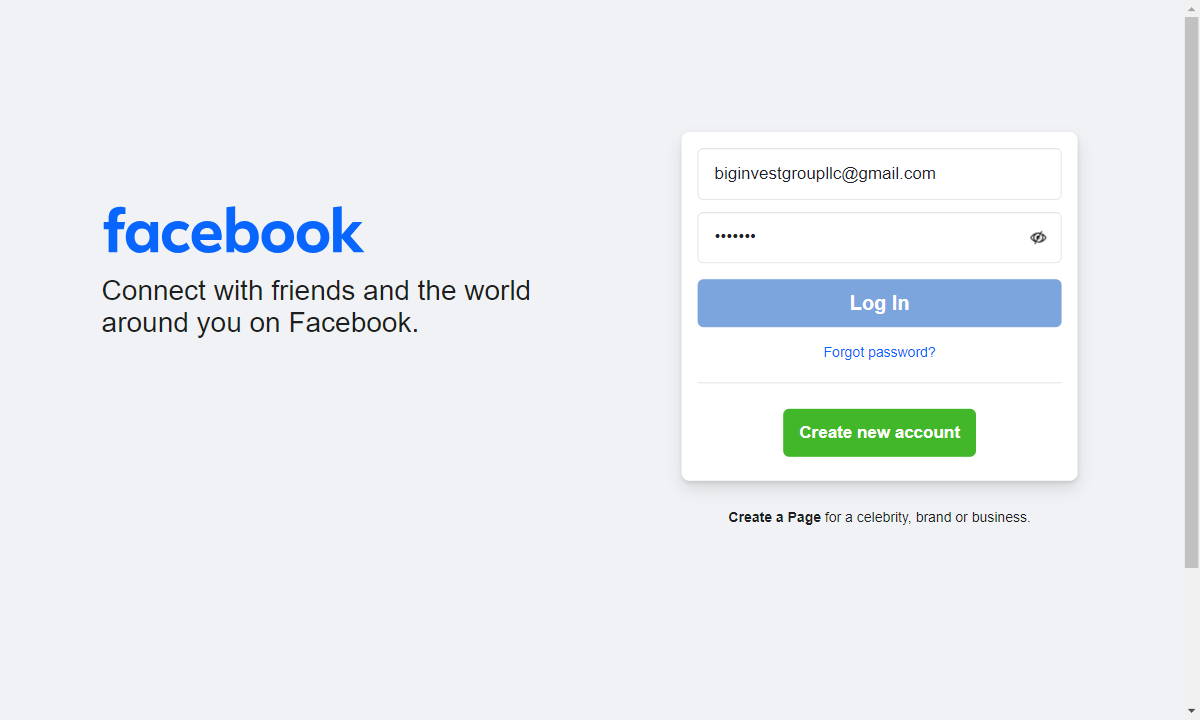 facebook
Connect with friends and the world
around you on Facebook.
biginvestgroupllc@gmail.com
•••••••
Log In
Forgot password?
Create new account
Create a Page for a celebrity, brand or business.